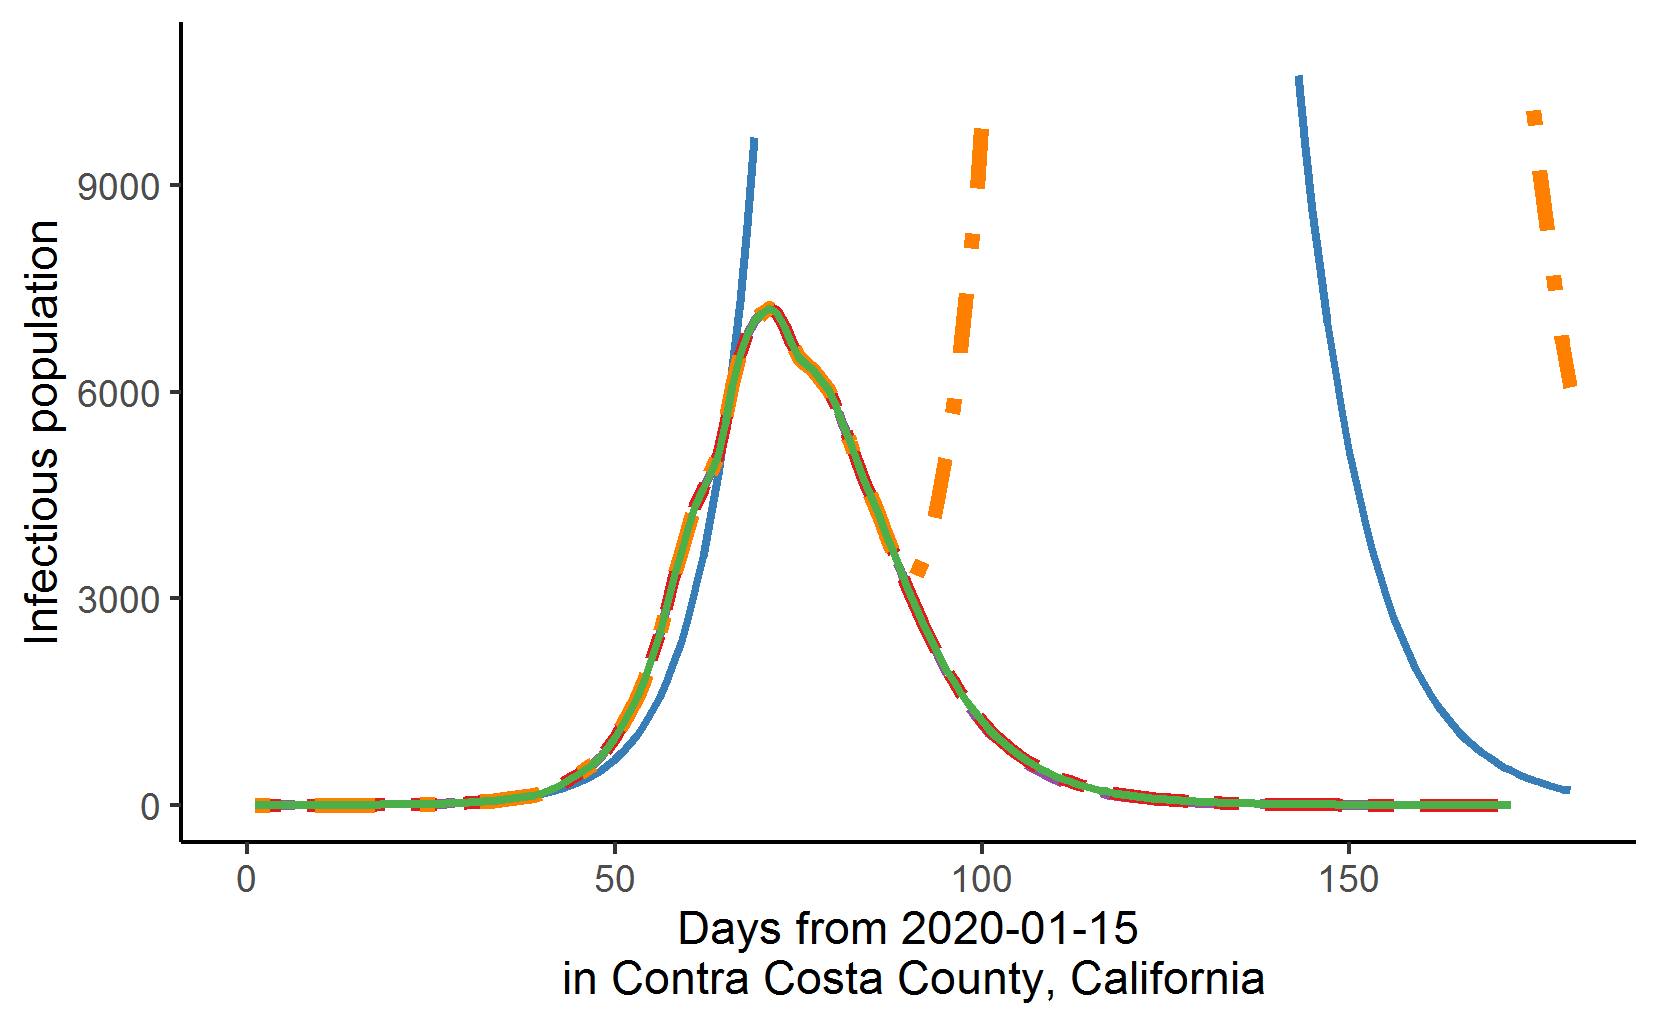 Infectious population
9000
6000
3000
0
0 50 100 150
Days from 2020-01-15
in Contra Costa County, California